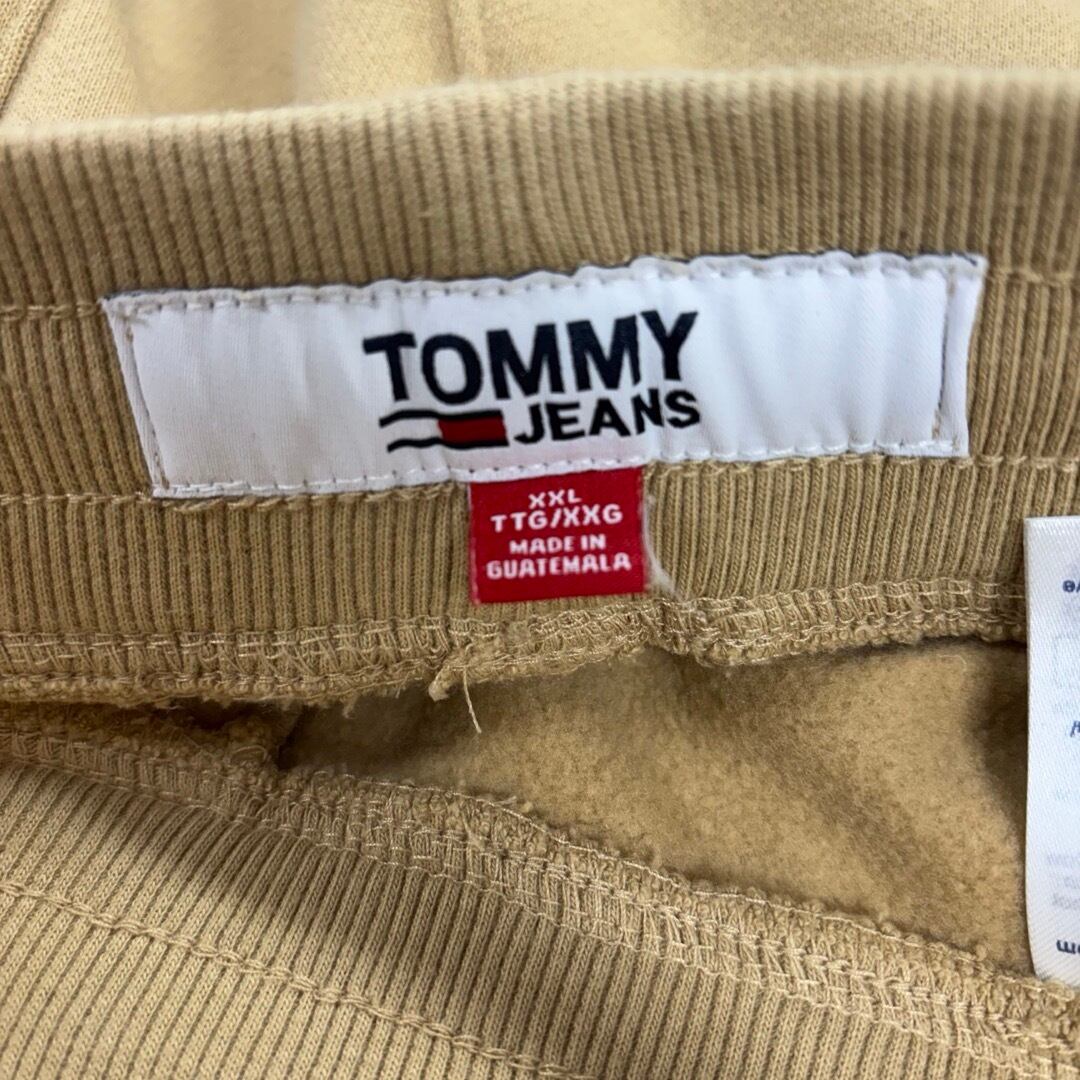 TOMMY
JEANS
XXL
TTG/XXG
MADE IN
GUATEMALA